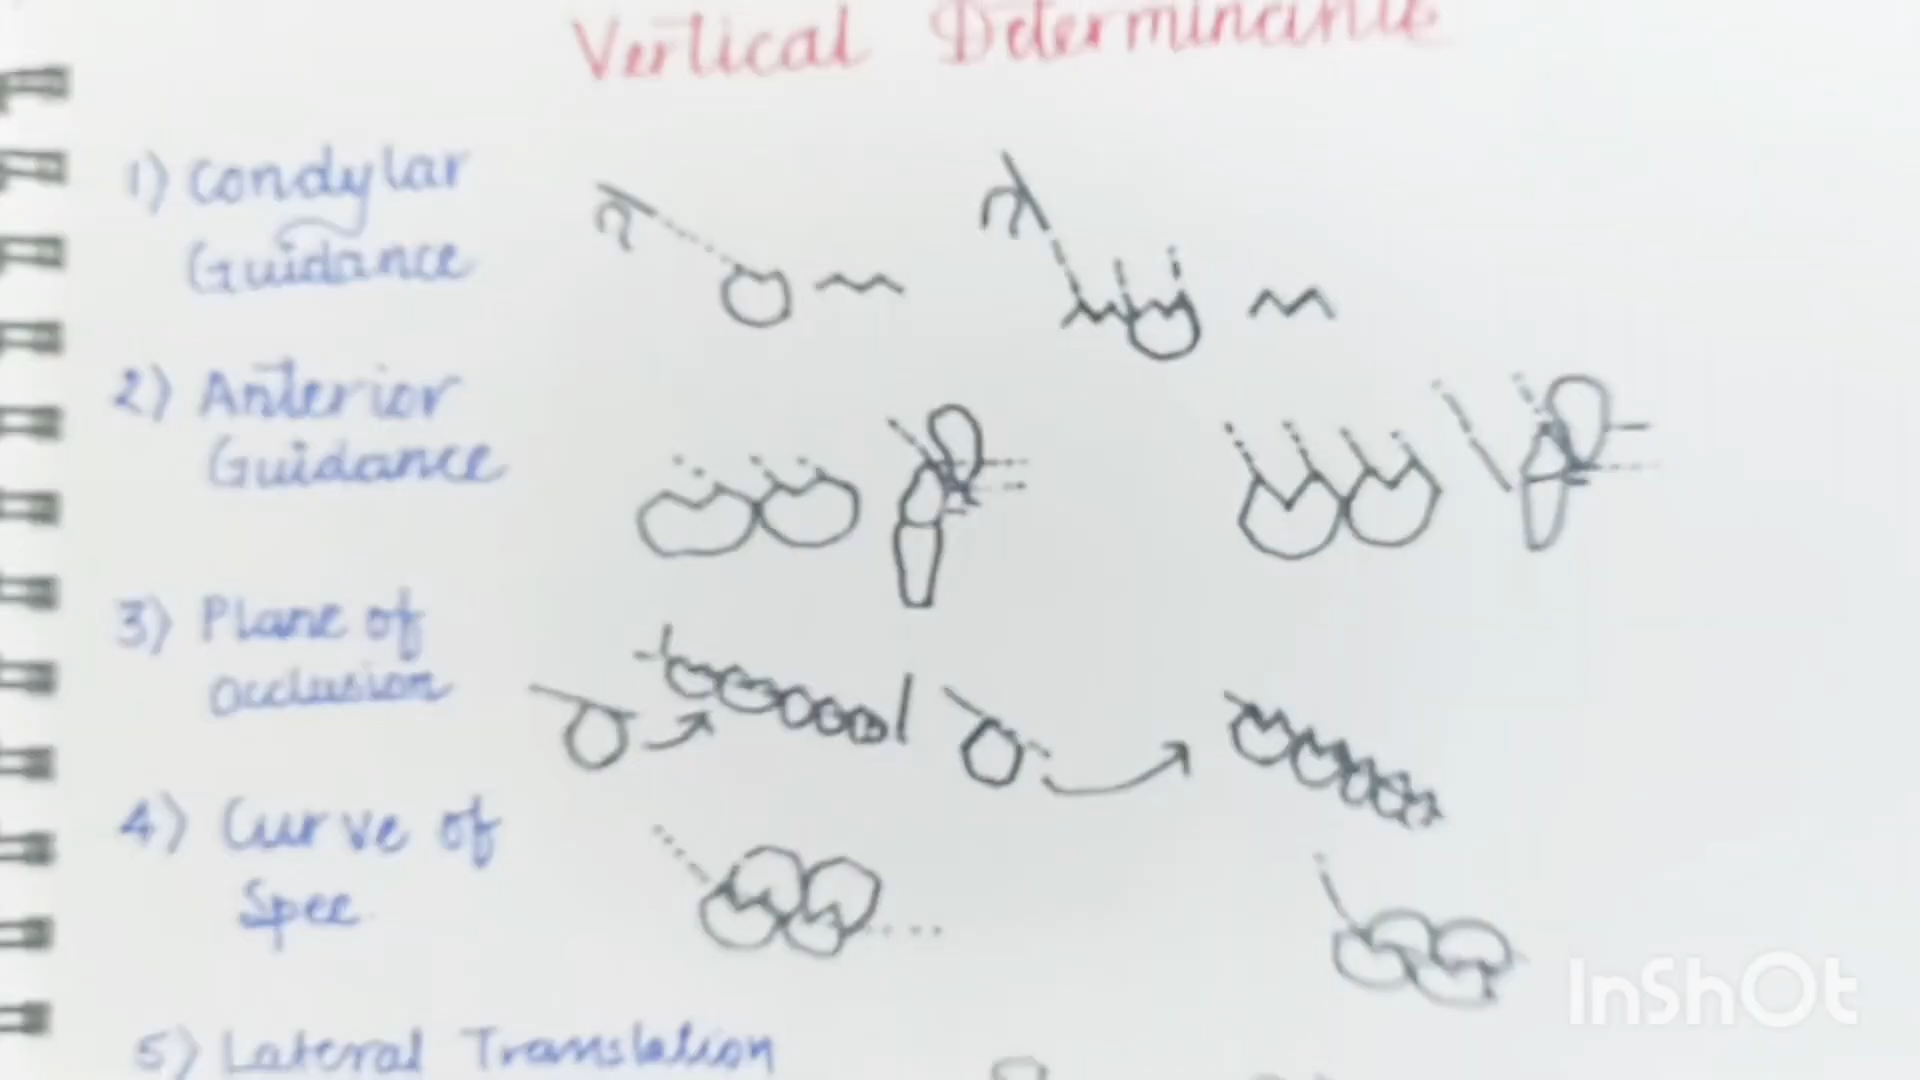 Vertical Determinants
1) Condylar
Guidance
2) Anterior
Guidance
3) Plane of
Occlusion
4) Curve of
Spee
5) Lateral Translation
InShOt